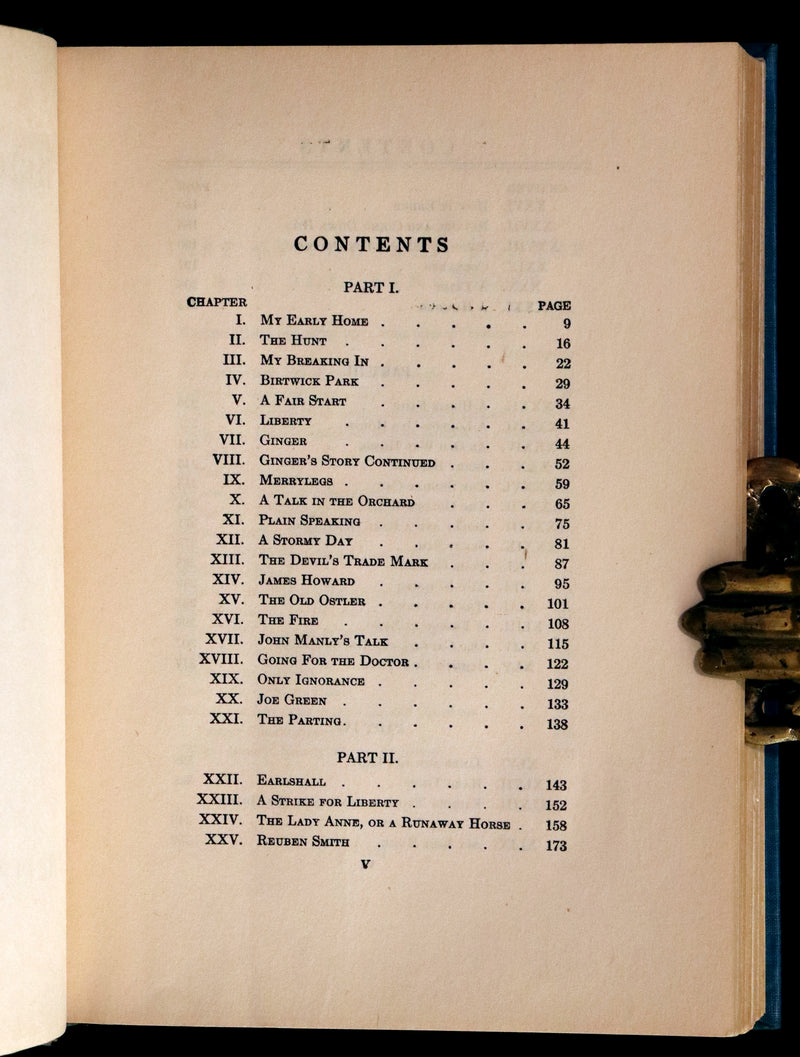 CONTENTS
PART I.
CHAPTER PAGE
I. My Early Home . . . . . 9
II. The Hunt . . . . . . 16
III. My Breaking In . . . . . 22
IV. Birtwick Park . . . . . 29
V. A Fair Start . . . . . 34
VI. Liberty . . . . . . 41
VII. Ginger . . . . . . 44
VIII. Ginger's Story Continued . . . 52
IX. Merrylegs . . . . . . 59
X. A Talk in the Orchard . . . 65
XI. Plain Speaking . . . . . 75
XII. A Stormy Day . . . . . 81
XIII. The Devil's Trade Mark . . . 87
XIV. James Howard . . . . . 95
XV. The Old Ostler . . . . . 101
XVI. The Fire . . . . . . 108
XVII. John Manly's Talk . . . . 115
XVIII. Going For the Doctor . . . . 122
XIX. Only Ignorance . . . . . 129
XX. Joe Green . . . . . . 133
XXI. The Parting . . . . . . 138
PART II.
XXII. Earlshall . . . . . . 143
XXIII. A Strike for Liberty . . . . 152
XXIV. The Lady Anne, or a Runaway Horse . 158
XXV. Reuben Smith . . . . . 173
V